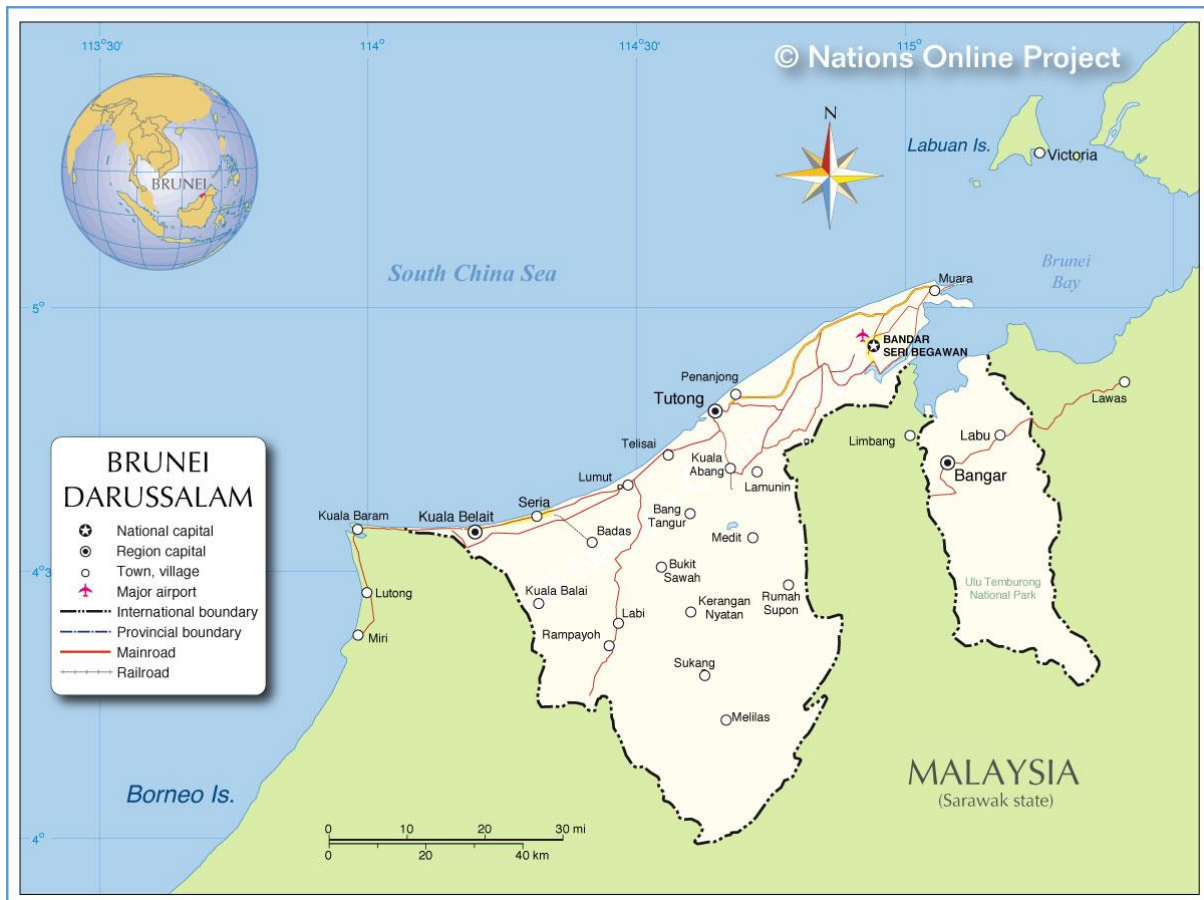 113°30'
114°
114°30'
115°
© Nations Online Project
N
Labuan Is.
Victoria
BRUNEI
South China Sea
Brunei
Bay
Muara
5°
BANDAR
SERI BEGAWAN
Penanjong
Tutong
Lawas
Limbang
Labu
Telisai
Kuala
Abang
Lamunin
Bangar
Lumut
Seria
Kuala Baram
Kuala Belait
Bang
Tangur
Badas
Medit
4°30'
Bukit
Sawah
Ulu Temburong
National Park
Kuala Balai
Lutong
Kerangan
Nyatan
Rumah
Supon
Labi
Miri
Rampayoh
Sukang
Melilas
BRUNEI
DARUSSALAM
National capital
Region capital
Town, village
Major airport
International boundary
Provincial boundary
Mainroad
Railroad
MALAYSIA
(Sarawak state)
Borneo Is.
4°
0 10 20 30 mi
0 20 40 km